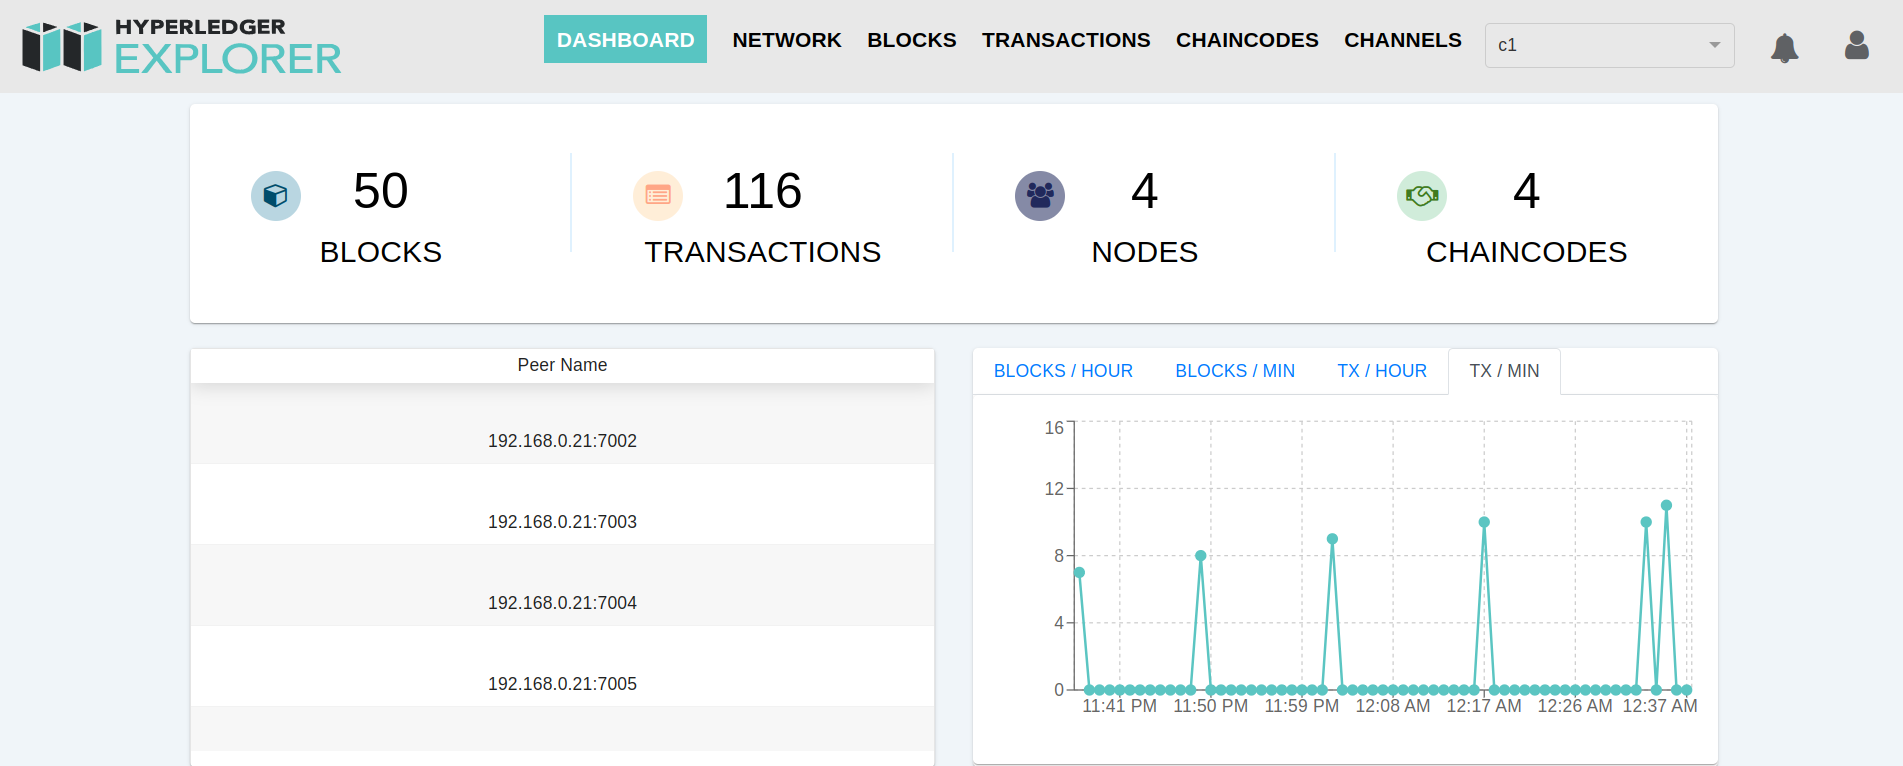 HYPERLEDGER
EXPLORER
DASHBOARD NETWORK BLOCKS TRANSACTIONS CHAINCODES CHANNELS c1
50
BLOCKS
116
TRANSACTIONS
4
NODES
4
CHAINCODES
Peer Name
192.168.0.21:7002
192.168.0.21:7003
192.168.0.21:7004
192.168.0.21:7005
BLOCKS / HOUR BLOCKS / MIN TX / HOUR TX / MIN
16
12
8
4
0
11:41 PM 11:50 PM 11:59 PM 12:08 AM 12:17 AM 12:26 AM 12:37 AM